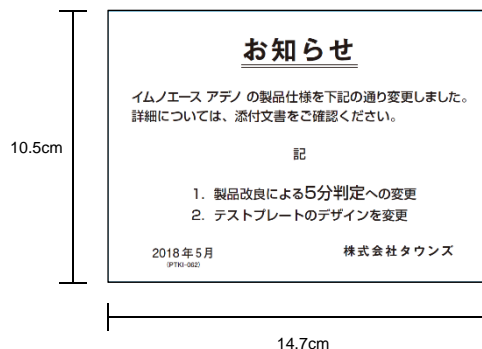 お知らせ
イムノエース アデノ の製品仕様を下記の通り変更しました。
詳細については、添付文書をご確認ください。
10.5cm
記
1. 製品改良による5分判定への変更
2. テストプレートのデザインを変更
2018年5月 株式会社タウンズ
(PTKI-062)
14.7cm